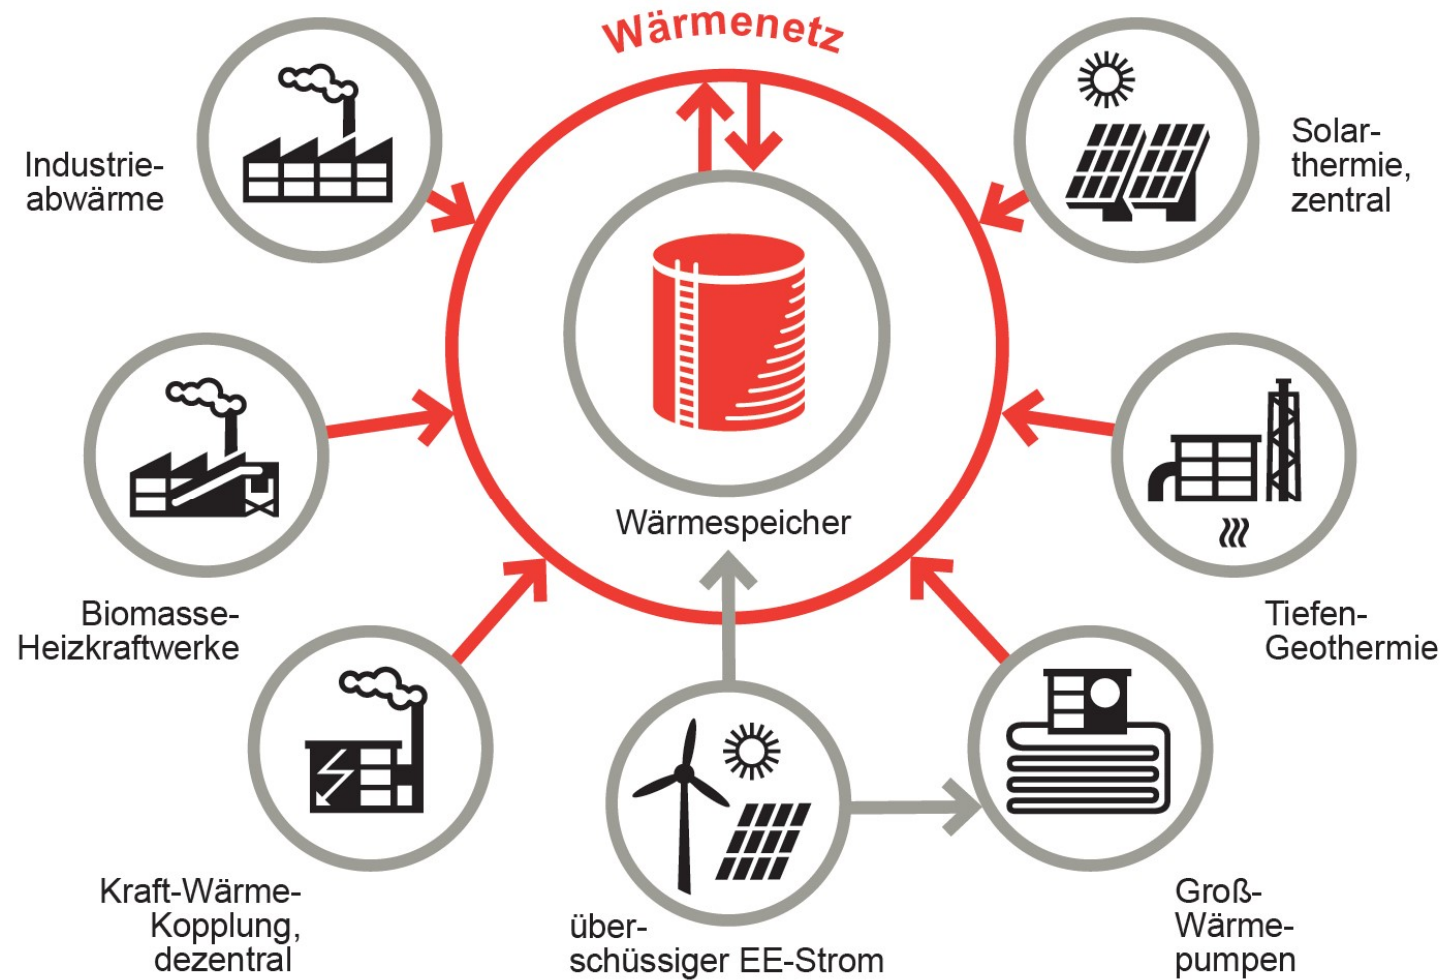 Wärmenetz
Industrie-
abwärme
Solar-
thermie,
zentral
Wärmespeicher
Biomasse-
Heizkraftwerke
Tiefen-
Geothermie
Kraft-Wärme-
Kopplung,
dezentral
über-
schüssiger EE-Strom
Groß-
Wärme-
pumpen